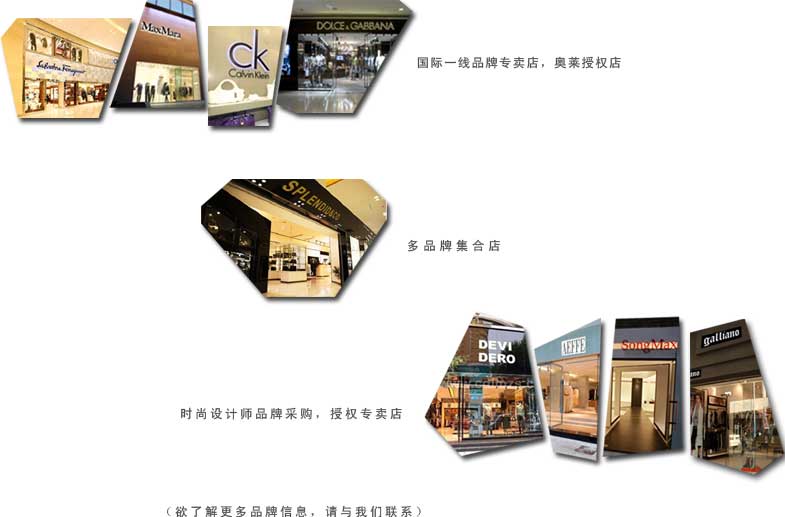 Salvatore Ferragamo
MaxMara
ck
Calvin Klein
DOLCE & GABBANA
国际一线品牌专卖店，奥莱授权店
SPLENDIDACO
多品牌集合店
DEVI
DERO
AEFFE
SongMax
galliano
时尚设计师品牌采购，授权专卖店
（欲了解更多品牌信息，请与我们联系）